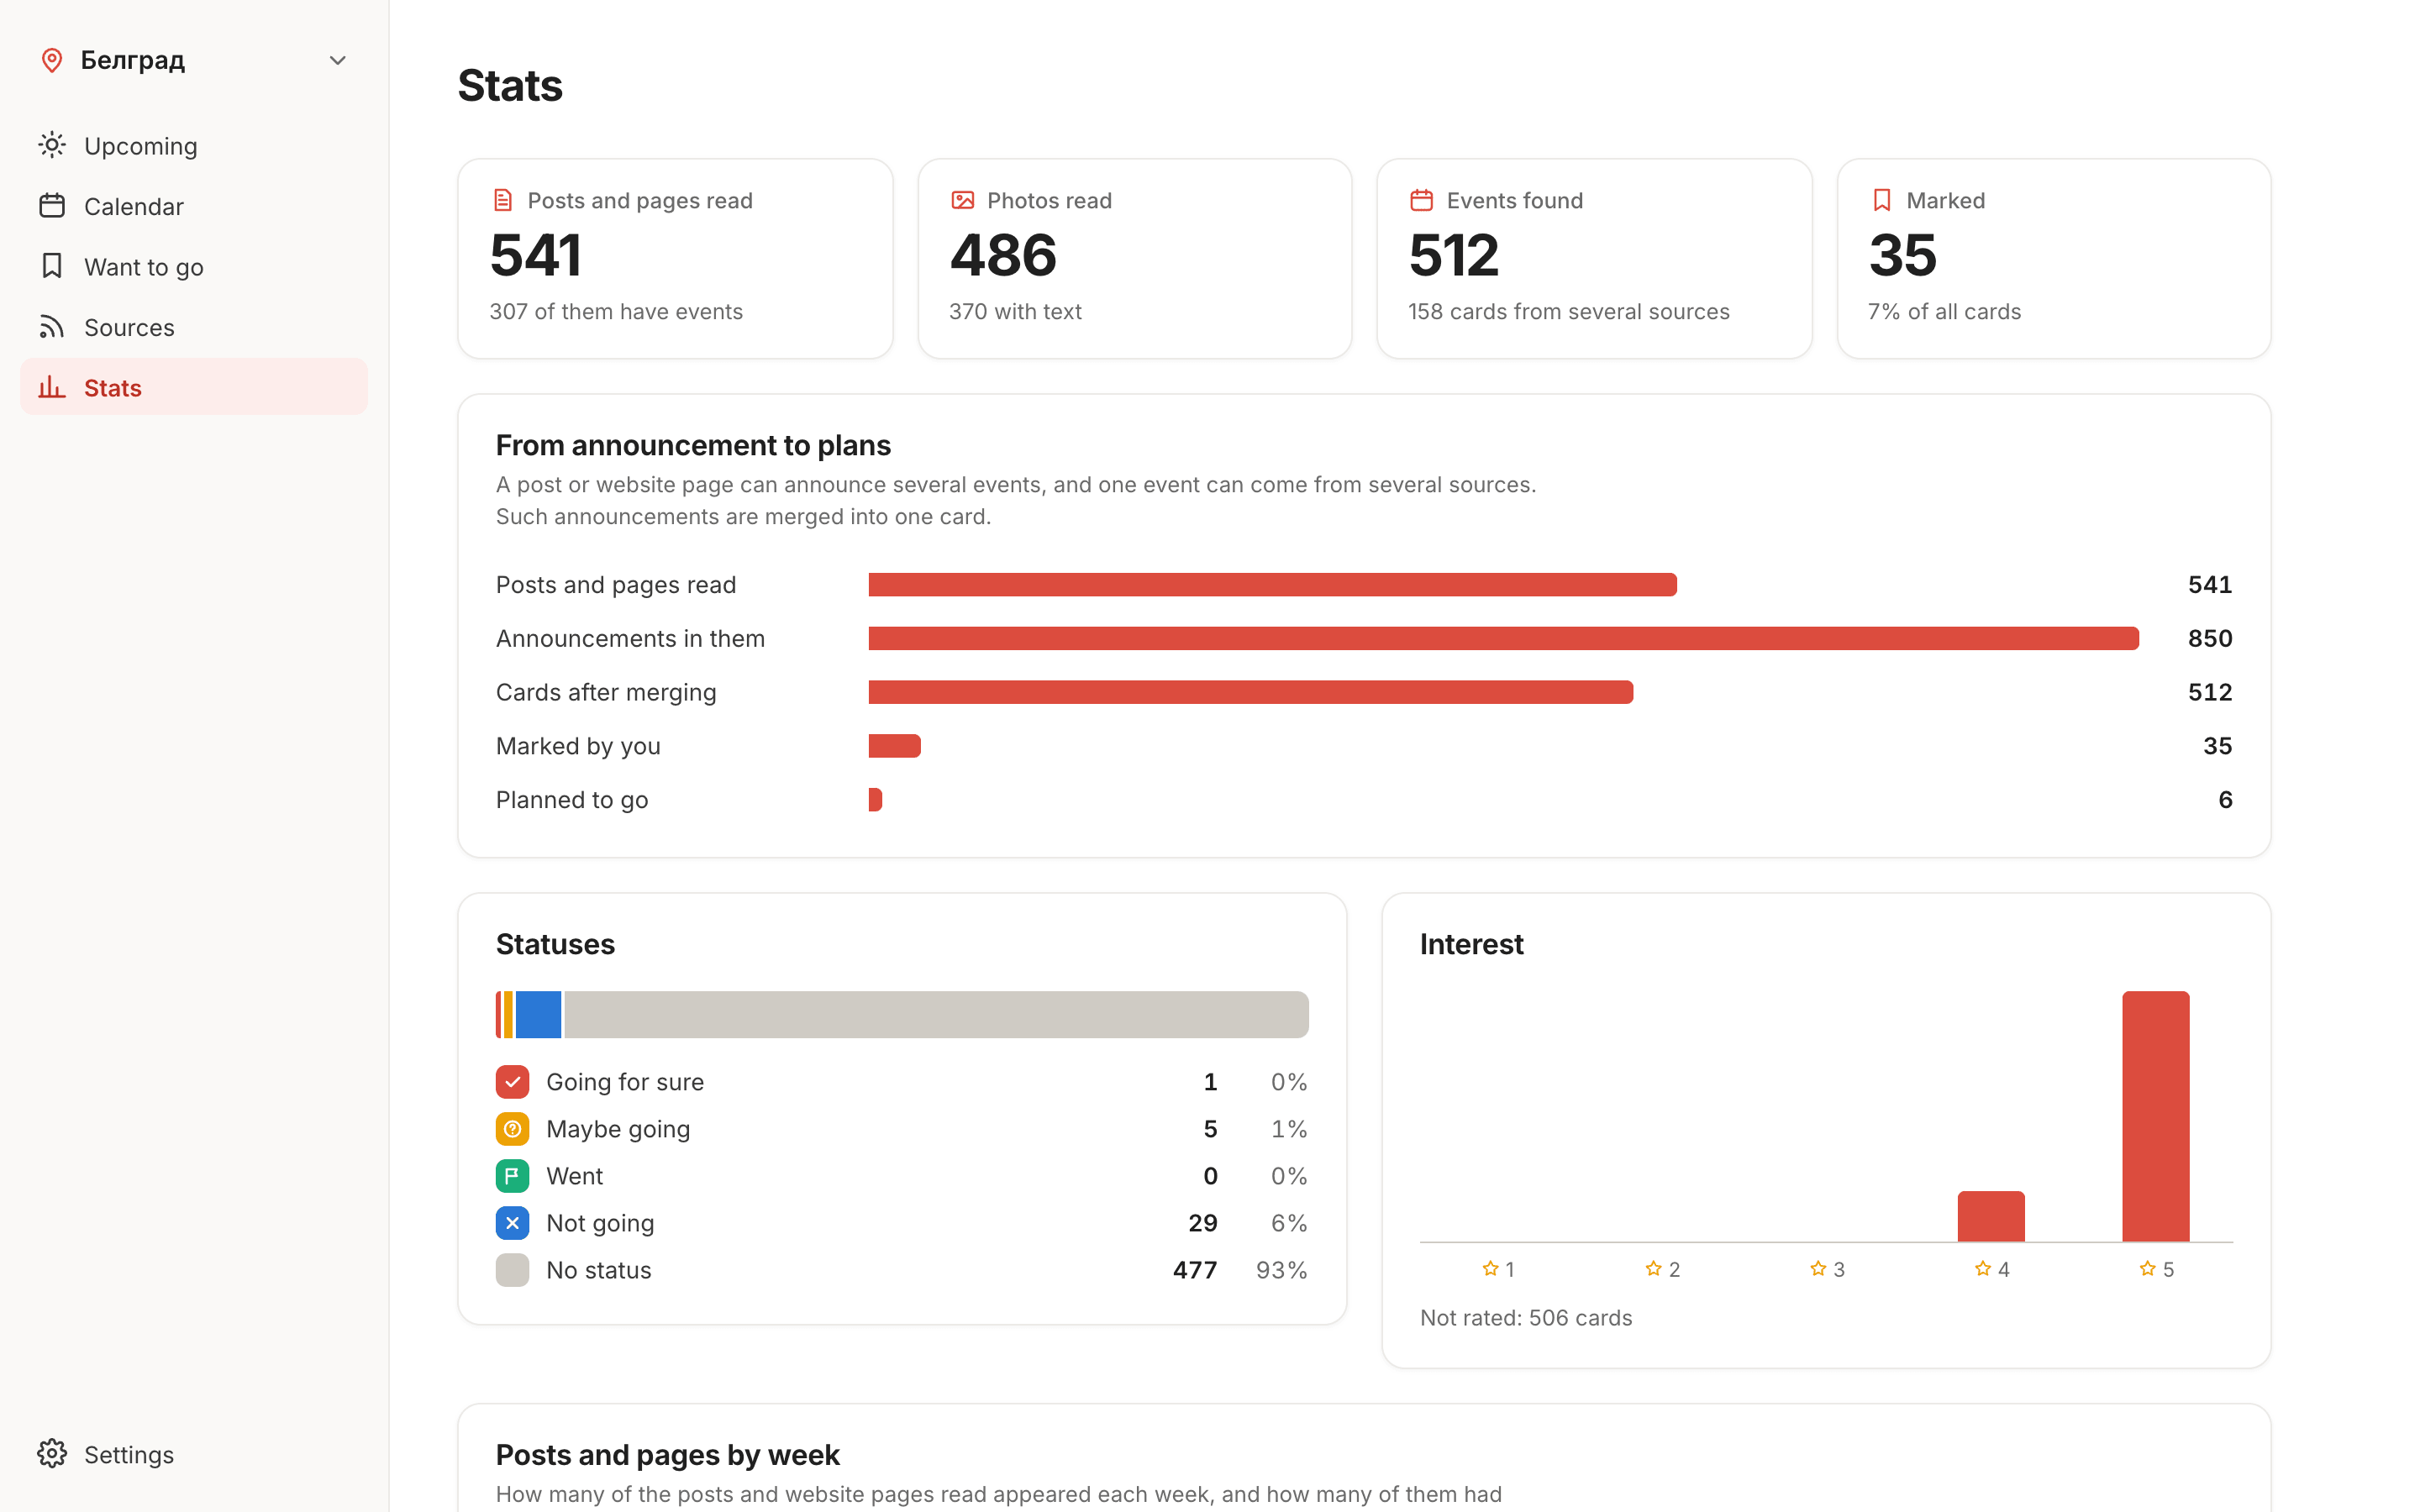 Белград
Upcoming
Calendar
Want to go
Sources
Stats
Settings
Stats
Posts and pages read
541
307 of them have events
Photos read
486
370 with text
Events found
512
158 cards from several sources
Marked
35
7% of all cards
From announcement to plans
A post or website page can announce several events, and one event can come from several sources.
Such announcements are merged into one card.
Posts and pages read 541
Announcements in them 850
Cards after merging 512
Marked by you 35
Planned to go 6
Statuses
Going for sure 1 0%
Maybe going 5 1%
Went 0 0%
Not going 29 6%
No status 477 93%
Interest
1 2 3 4 5
Not rated: 506 cards
Posts and pages by week
How many of the posts and website pages read appeared each week, and how many of them had